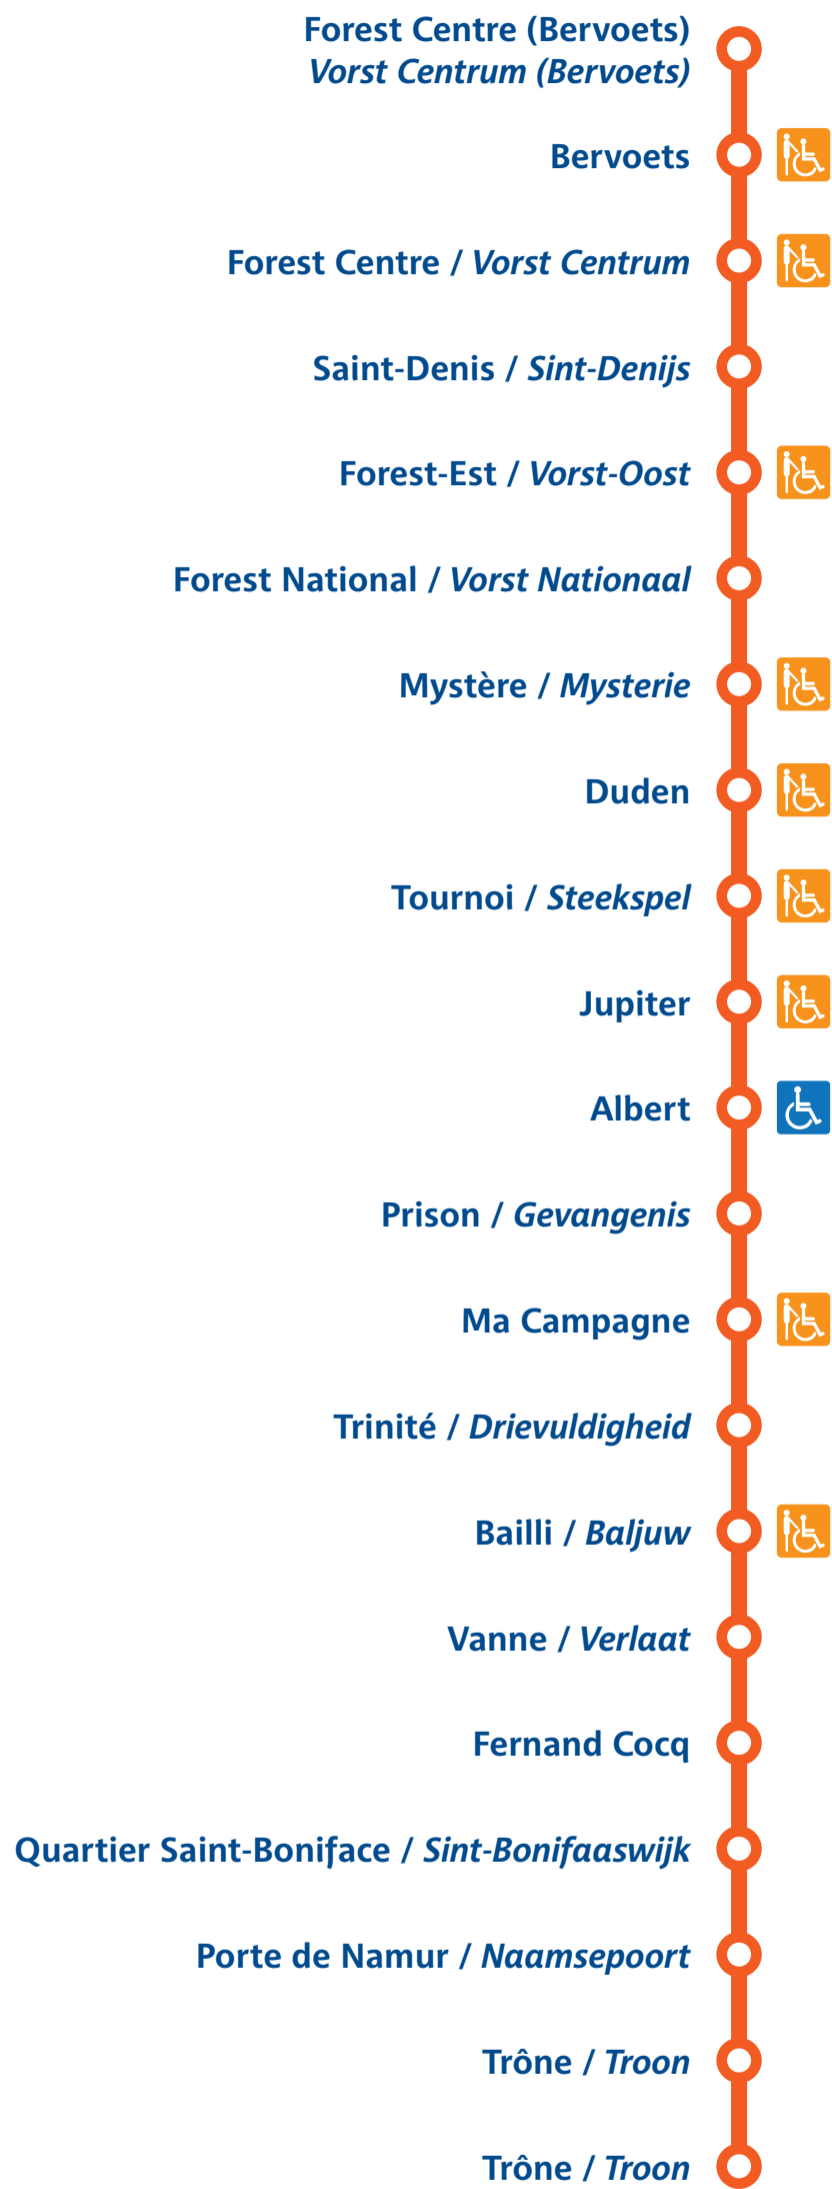 Forest Centre (Bervoets)
Vorst Centrum (Bervoets)
Bervoets
Forest Centre / Vorst Centrum
Saint-Denis / Sint-Denijs
Forest-Est / Vorst-Oost
Forest National / Vorst Nationaal
Mystère / Mysterie
Duden
Tournoi / Steekspel
Jupiter
Albert
Prison / Gevangenis
Ma Campagne
Trinité / Drievuldigheid
Bailli / Baljuw
Vanne / Verlaat
Fernand Cocq
Quartier Saint-Boniface / Sint-Bonifaaswijk
Porte de Namur / Naamsepoort
Trône / Troon
Trône / Troon